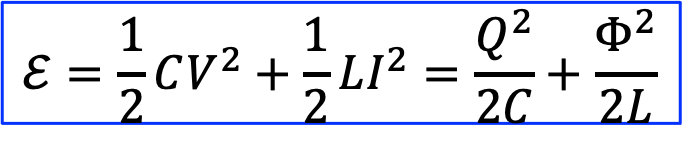 ℰ = 1/2 CV² + 1/2 LI² = Q²/2C + Φ²/2L